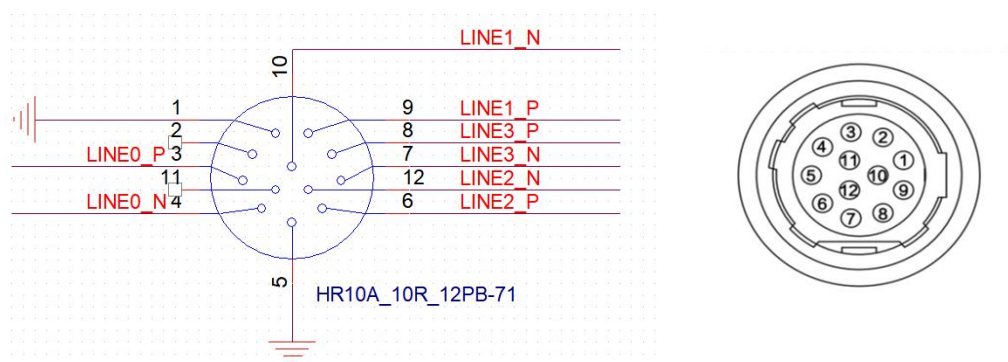 LINE1_N
10
1
9
LINE1_P
2
8
LINE3_P
LINE0_P
3
7
LINE3_N
11
12
LINE2_N
LINE0_N
4
6
LINE2_P
5
HR10A_10R_12PB-71
3
2
4
1
11
5
10
12
9
6
8
7